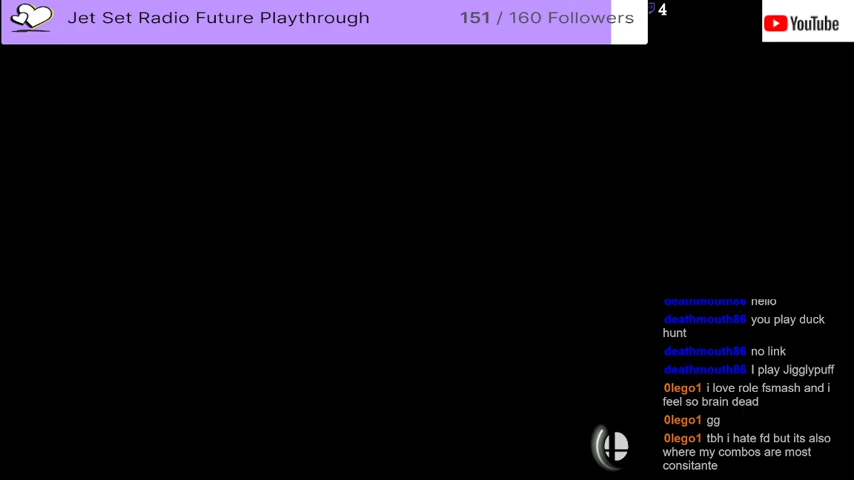 Jet Set Radio Future Playthrough 151 / 160 Followers 4
YouTube
deathmouth86 hello
deathmouth86 you play duck
hunt
deathmouth86 no link
deathmouth86 I play Jigglypuff
0lego1 i love role fsmash and i
feel so brain dead
0lego1 gg
0lego1 tbh i hate fd but its also
where my combos are most
consitante